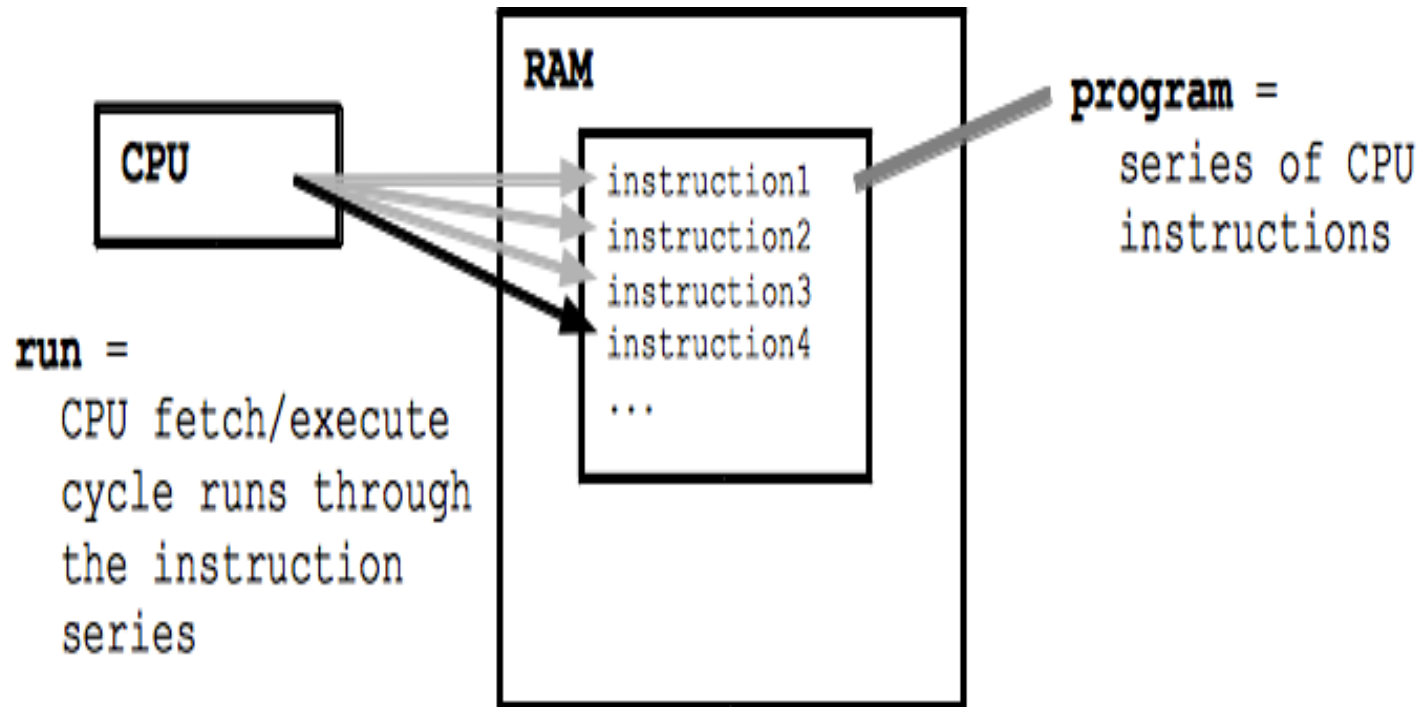 RAM
CPU
instruction1
instruction2
instruction3
instruction4
...
program =
series of CPU
instructions
run =
CPU fetch/execute
cycle runs through
the instruction
series